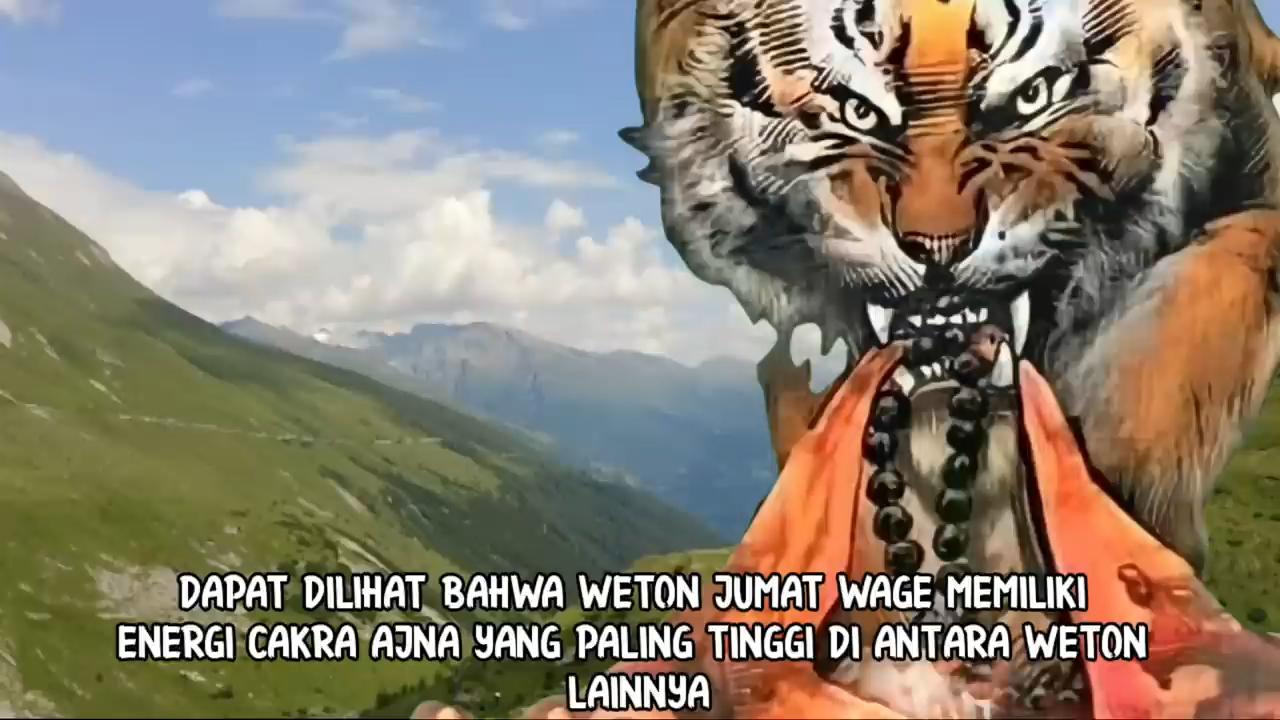 DAPAT DILIHAT BAHWA WETON JUMAT WAGE MEMILIKI
ENERGI CAKRA AJNA YANG PALING TINGGI DI ANTARA WETON
LAINNYA